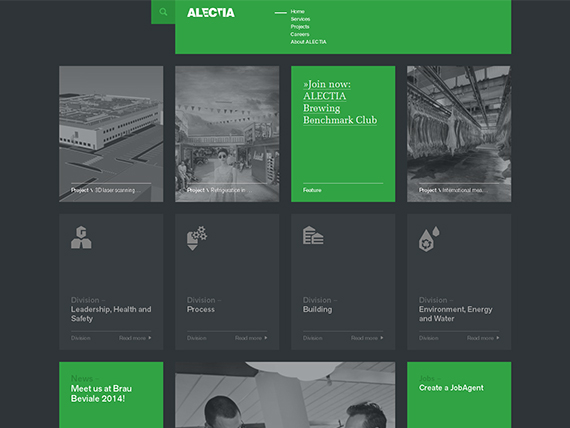 ALECTIA
Home
Services
Projects
Careers
About ALECTIA
»Join now:
ALECTIA
Brewing
Benchmark Club
Project \ 3D laser scanning...
Project \ Refrigeration in
Feature
Project \ International mea...
Division –
Leadership, Health and
Safety
Division
Read more
Division –
Process
Division
Read more
Division –
Building
Division
Read more
Division –
Environment, Energy
and Water
Division
Read more
News –
Meet us at Brau
Beviale 2014!
Jobs –
Create a JobAgent